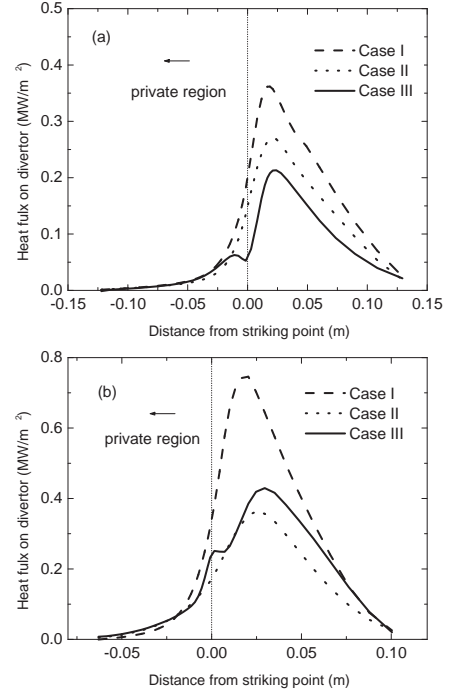 0.5
(a)
Case I
Case II
Case III
0.4
private region
0.3
0.2
0.1
0.0
Heat fulx on divertor (MW/m²)
-0.15 -0.10 -0.05 0.00 0.05 0.10 0.15
Distance from striking point (m)
0.8
(b)
Case I
Case II
Case III
0.6
private region
0.4
0.2
0.0
Heat fulx on divertor (MW/m²)
-0.05 0.00 0.05 0.10
Distance from striking point (m)